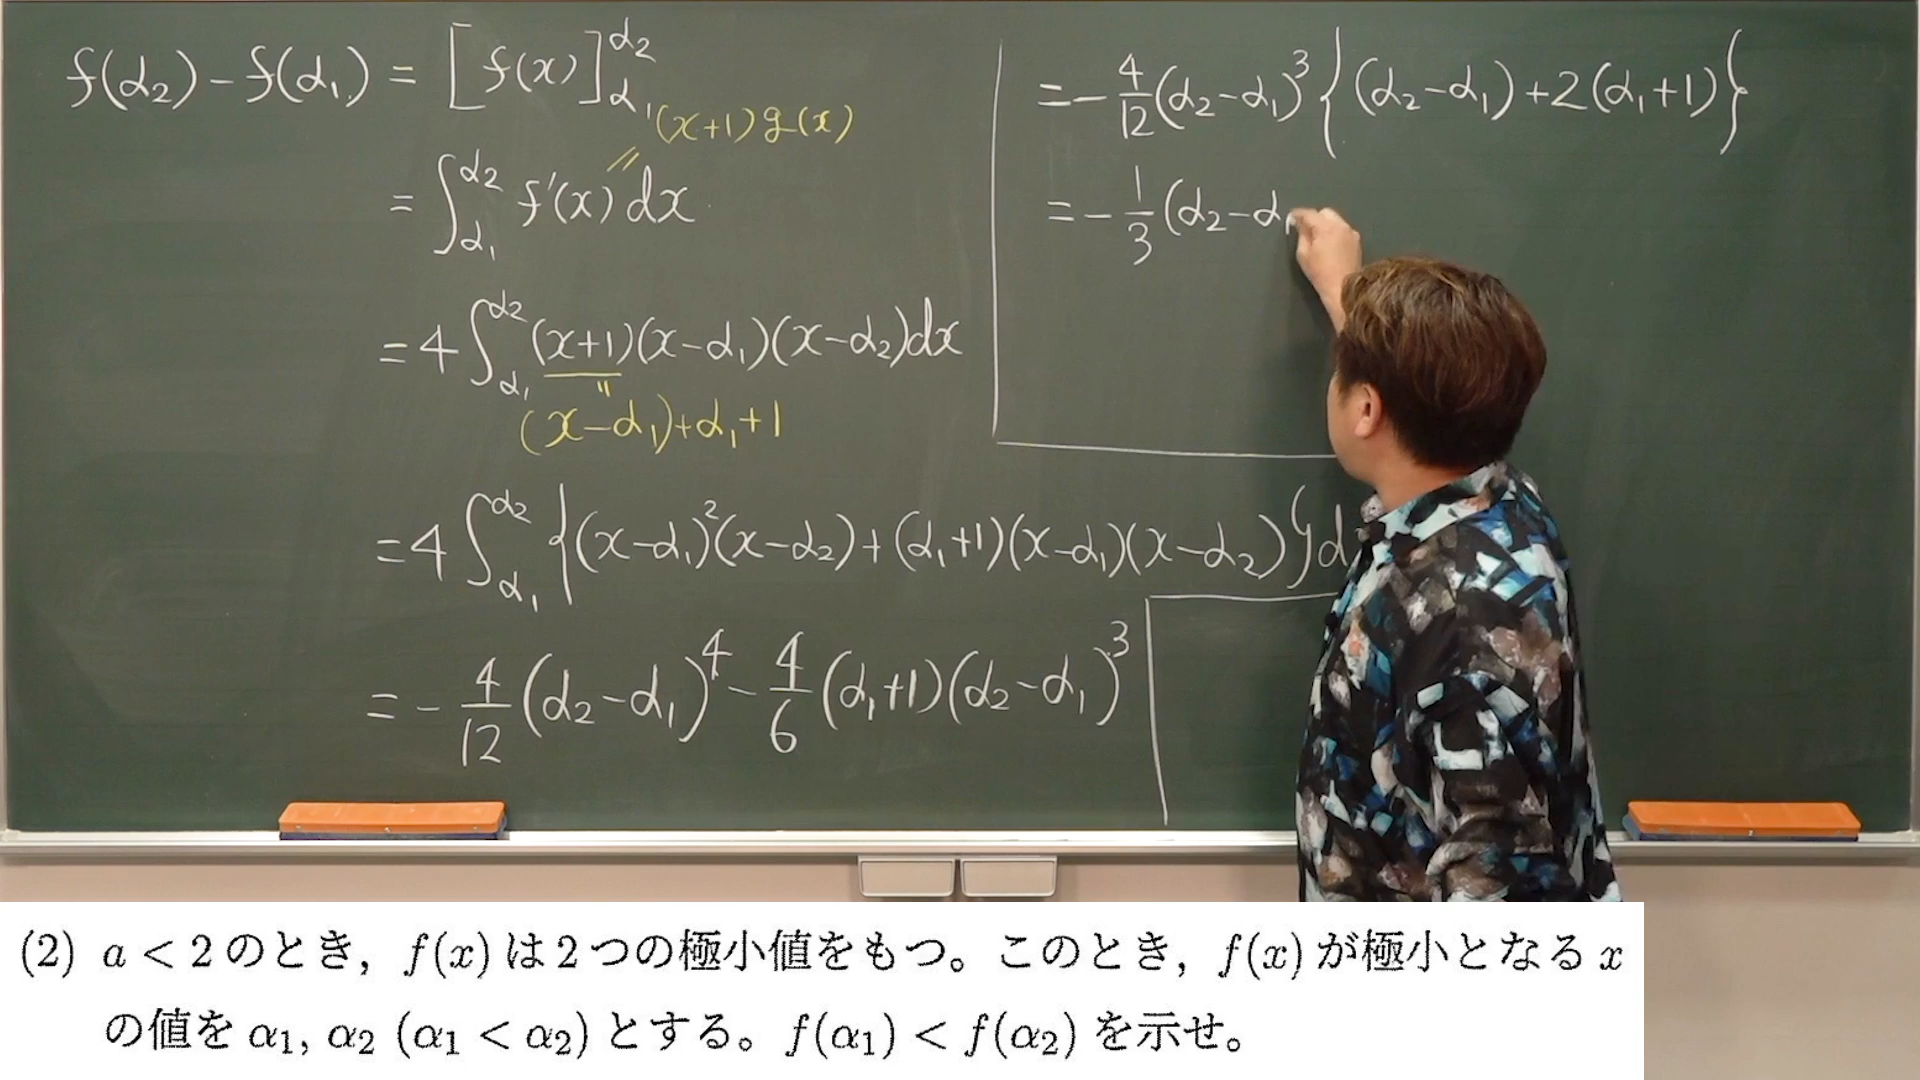 f(α₂) - f(α₁) = [f(x)]_{α₁}^{α₂}
(x+1)g(x)
〃
= ∫_{α₁}^{α₂} f'(x) dx
= 4∫_{α₁}^{α₂} (x+1)(x-α₁)(x-α₂)dx
〃
(x-α₁)+α₁+1
= 4∫_{α₁}^{α₂} {(x-α₁)²(x-α₂)+(α₁+1)(x-α₁)(x-α₂)}d
= -4/12(α₂-α₁)⁴ - 4/6(α₁+1)(α₂-α₁)³
= -4/12(α₂-α₁)³{(α₂-α₁)+2(α₁+1)}
= -1/3(α₂-α₁
(2) a < 2 のとき, f(x) は 2 つの極小値をもつ。このとき, f(x) が極小となる x
の値を α₁, α₂ (α₁ < α₂) とする。f(α₁) < f(α₂) を示せ。